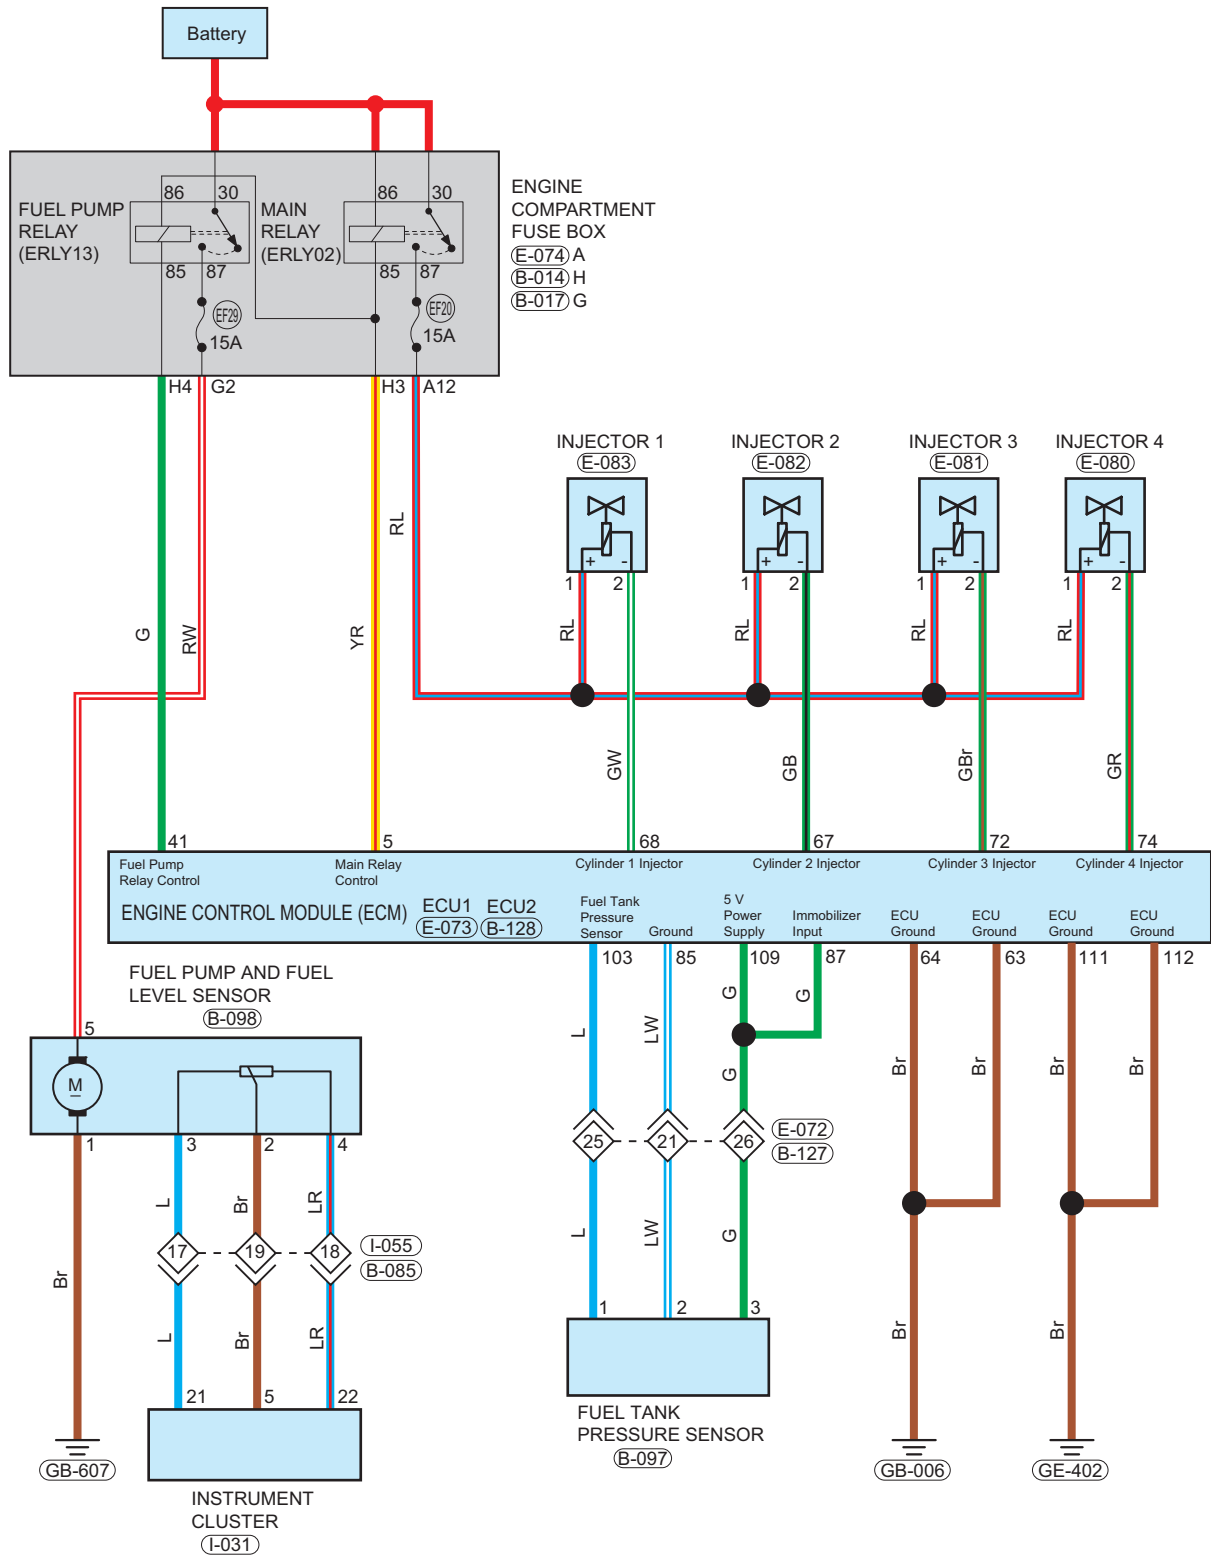 Battery
86 30
86 30
FUEL PUMP
RELAY
(ERLY13)
MAIN
RELAY
(ERLY02)
85 87
85 87
EF29
15A
EF20
15A
ENGINE
COMPARTMENT
FUSE BOX
E-074 A
B-014 H
B-017 G
H4 G2
H3 A12
INJECTOR 1
E-083
INJECTOR 2
E-082
INJECTOR 3
E-081
INJECTOR 4
E-080
+ -
+ -
+ -
+ -
1 2
1 2
1 2
1 2
G
RW
YR
RL
RL
RL
RL
RL
GW
GB
GBr
GR
41
5
68
67
72
74
Fuel Pump
Relay Control
Main Relay
Control
Cylinder 1 Injector
Cylinder 2 Injector
Cylinder 3 Injector
Cylinder 4 Injector
ENGINE CONTROL MODULE (ECM)
ECU1
E-073
ECU2
B-128
Fuel Tank
Pressure
Sensor
Ground
5 V
Power
Supply
Immobilizer
Input
ECU
Ground
ECU
Ground
ECU
Ground
ECU
Ground
103
85
109
87
64
63
111
112
FUEL PUMP AND FUEL
LEVEL SENSOR
B-098
5
M
1
3
2
4
L
Br
LR
17
19
18
I-055
B-085
Br
L
Br
LR
21
5
22
GB-607
INSTRUMENT
CLUSTER
I-031
L
LW
G
G
G
25
21
26
E-072
B-127
L
LW
G
1
2
3
FUEL TANK
PRESSURE SENSOR
B-097
Br
Br
Br
Br
Br
Br
GB-006
GE-402